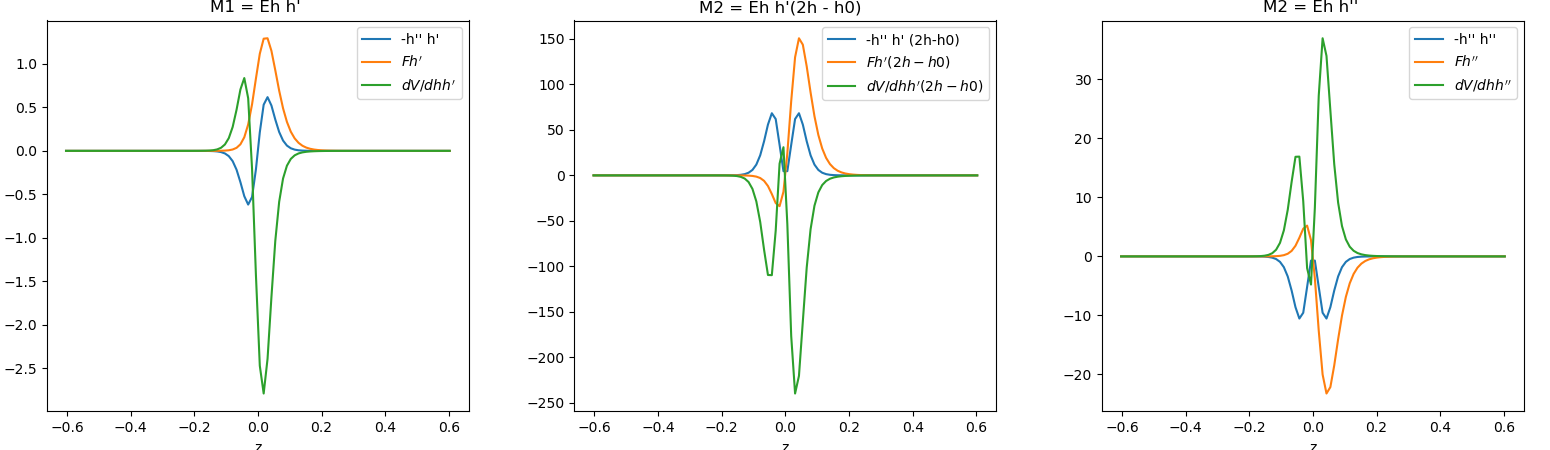 M1 = Eh h'
-h'' h'
Fh′
dV/dhh′
1.0
0.5
0.0
-0.5
−1.0
−1.5
−2.0
−2.5
−0.6 −0.4 −0.2 0.0 0.2 0.4 0.6
z
M2 = Eh h'(2h - h0)
-h'' h' (2h-h0)
Fh′(2h − h0)
dV/dhh′(2h − h0)
150
100
50
0
−50
−100
−150
−200
−250
−0.6 −0.4 −0.2 0.0 0.2 0.4 0.6
z
M2 = Eh h''
-h'' h''
Fh″
dV/dhh″
30
20
10
0
−10
−20
−0.6 −0.4 −0.2 0.0 0.2 0.4 0.6
z